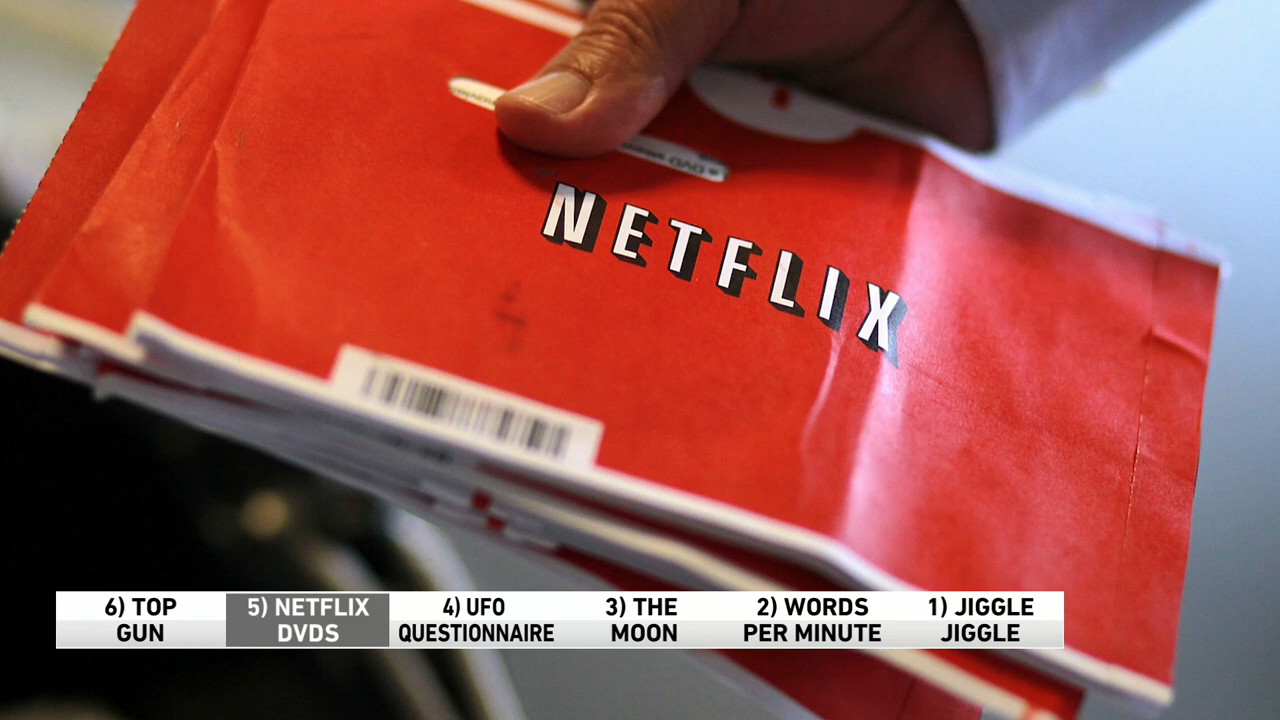 NETFLIX
6) TOP
GUN
5) NETFLIX
DVDS
4) UFO
QUESTIONNAIRE
3) THE
MOON
2) WORDS
PER MINUTE
1) JIGGLE
JIGGLE